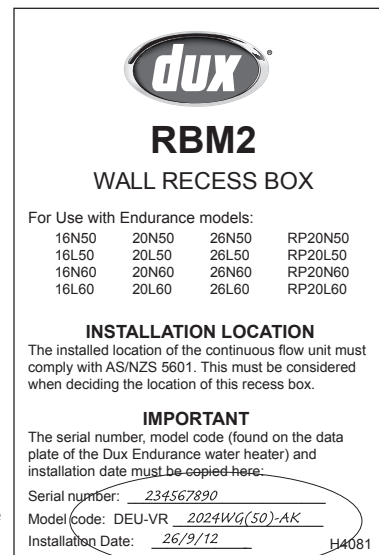 dux
RBM2
WALL RECESS BOX
For Use with Endurance models:
16N50 20N50 26N50 RP20N50
16L50 20L50 26L50 RP20L50
16N60 20N60 26N60 RP20N60
16L60 20L60 26L60 RP20L60
INSTALLATION LOCATION
The installed location of the continuous flow unit must
comply with AS/NZS 5601. This must be considered
when deciding the location of this recess box.
IMPORTANT
The serial number, model code (found on the data
plate of the Dux Endurance water heater) and
installation date must be copied here:
Serial number: 234567890
Model code: DEU-VR 2024WG(50)-AK
Installation Date: 26/9/12
H4081